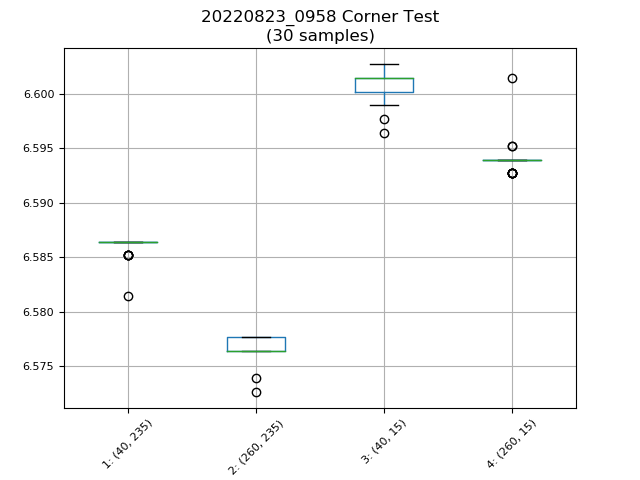 20220823_0958 Corner Test
(30 samples)
6.600
6.595
6.590
6.585
6.580
6.575
1: (40, 235)
2: (260, 235)
3: (40, 15)
4: (260, 15)